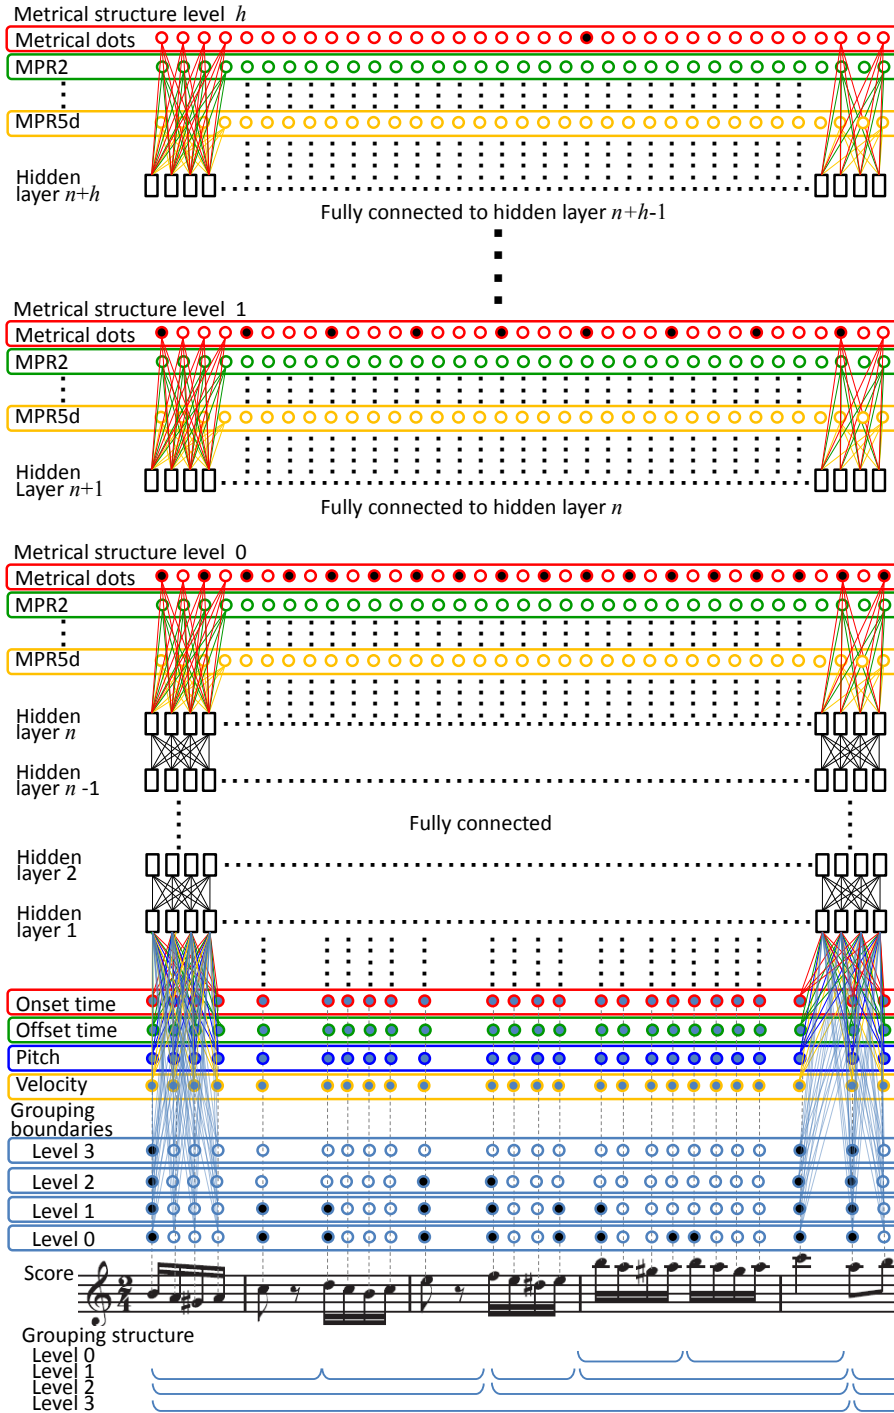 Metrical structure level h
Metrical dots
MPR2
MPR5d
Hidden
layer n+h
Fully connected to hidden layer n+h-1
Metrical structure level 1
Metrical dots
MPR2
MPR5d
Hidden
Layer n+1
Fully connected to hidden layer n
Metrical structure level 0
Metrical dots
MPR2
MPR5d
Hidden
layer n
Hidden
layer n -1
Fully connected
Hidden
layer 2
Hidden
layer 1
Onset time
Offset time
Pitch
Velocity
Grouping
boundaries
Level 3
Level 2
Level 1
Level 0
Score
2
4
Grouping structure
Level 0
Level 1
Level 2
Level 3